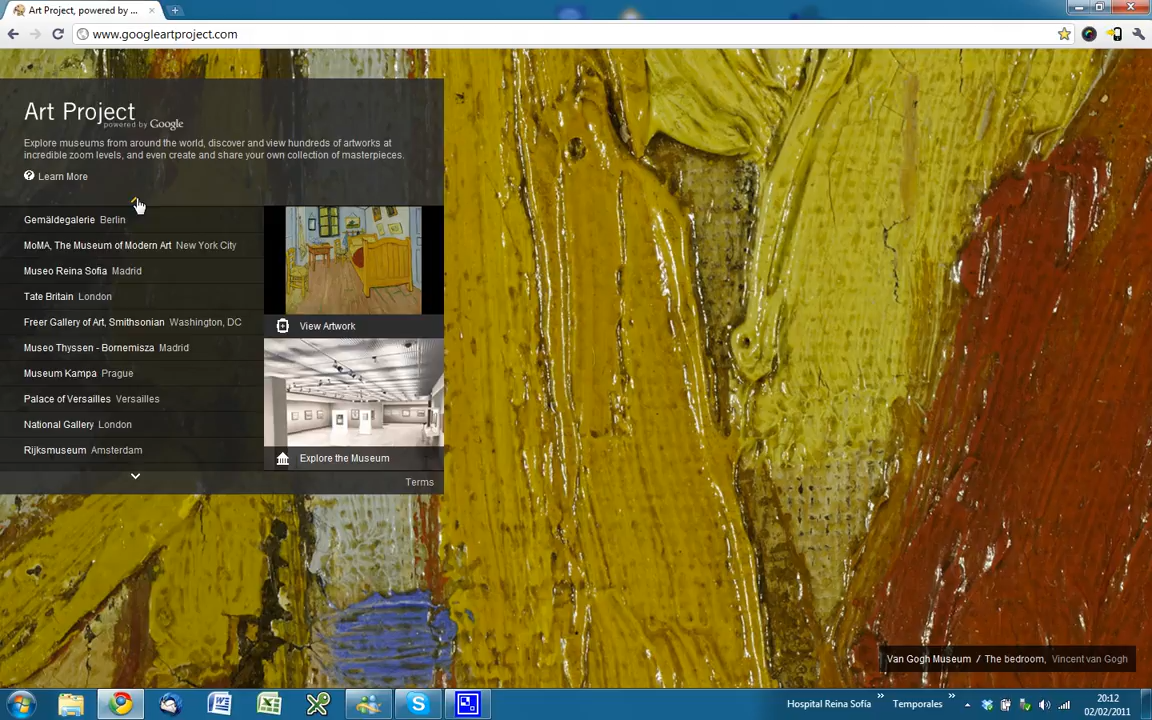 Art Project, powered by ...
www.googleartproject.com
Art Project
powered by Google
Explore museums from around the world, discover and view hundreds of artworks at
incredible zoom levels, and even create and share your own collection of masterpieces.
Learn More
Gemäldegalerie Berlin
MoMA, The Museum of Modern Art New York City
Museo Reina Sofia Madrid
Tate Britain London
Freer Gallery of Art, Smithsonian Washington, DC
Museo Thyssen - Bornemisza Madrid
Museum Kampa Prague
Palace of Versailles Versailles
National Gallery London
Rijksmuseum Amsterdam
View Artwork
Explore the Museum
Terms
Van Gogh Museum / The bedroom, Vincent van Gogh
Hospital Reina Sofía
Temporales
20:12
02/02/2011